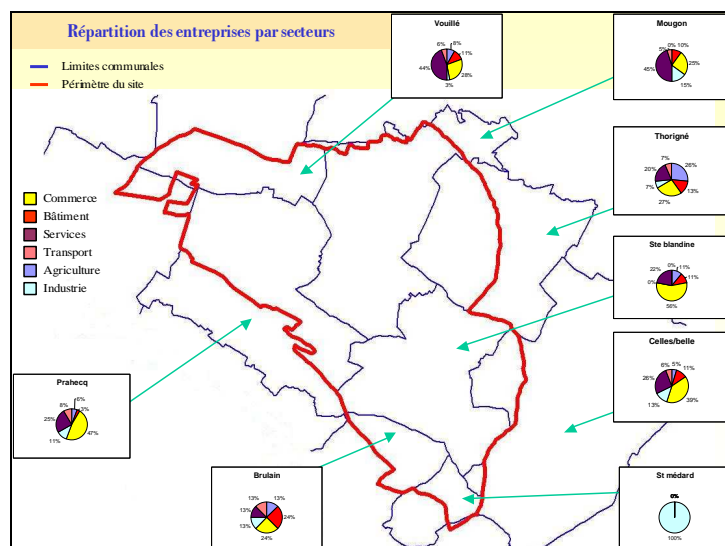 Répartition des entreprises par secteurs
Limites communales
Périmètre du site
Commerce
Bâtiment
Services
Transport
Agriculture
Industrie
Vouillé
6%
8%
11%
44%
28%
3%
Mougon
5%
0%
10%
25%
45%
15%
Thorigné
7%
20%
26%
7%
13%
27%
Ste blandine
0%
22%
11%
0%
11%
56%
Celles/belle
6%
5%
11%
26%
13%
39%
Prahecq
6%
8%
3%
25%
11%
47%
Brulain
13%
13%
13%
24%
13%
24%
St médard
0%
100%